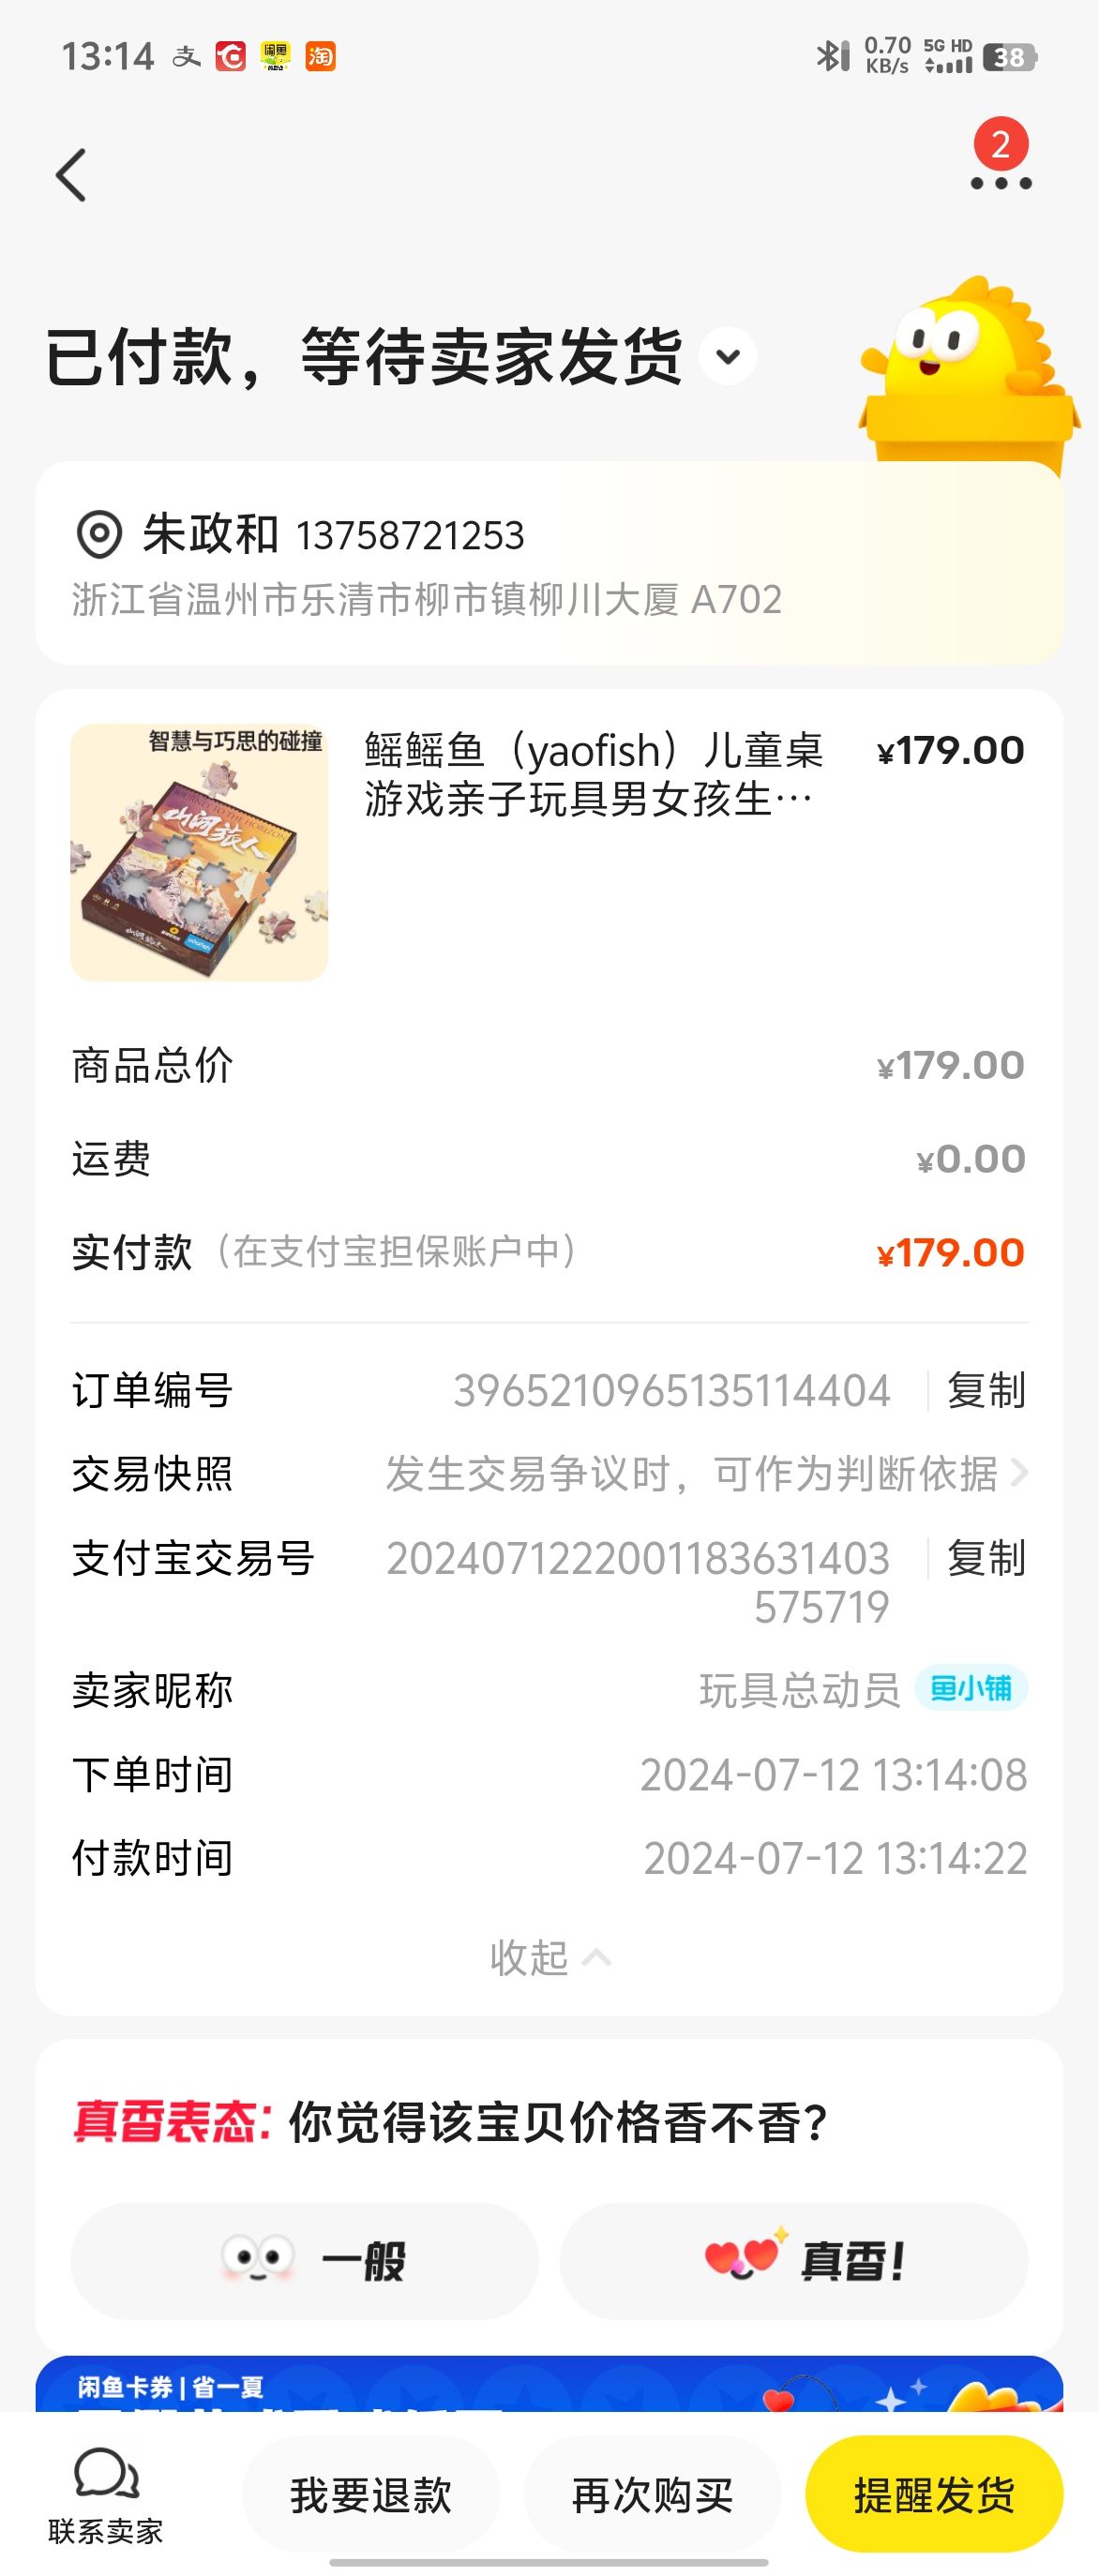 13:14
0.70 KB/s
5G HD
38
2
已付款，等待卖家发货
朱政和 13758721253
浙江省温州市乐清市柳市镇柳川大厦 A702
智慧与巧思的碰撞
山河旅人
鳐鳐鱼（yaofish）儿童桌
游戏亲子玩具男女孩生…
¥179.00
商品总价 ¥179.00
运费 ¥0.00
实付款（在支付宝担保账户中） ¥179.00
订单编号 3965210965135114404 复制
交易快照 发生交易争议时，可作为判断依据
支付宝交易号 2024071222001183631403 复制
575719
卖家昵称 玩具总动员 鱼小铺
下单时间 2024-07-12 13:14:08
付款时间 2024-07-12 13:14:22
收起
真香表态：你觉得该宝贝价格香不香？
一般 真香！
闲鱼卡券 | 省一夏
联系卖家 我要退款 再次购买 提醒发货